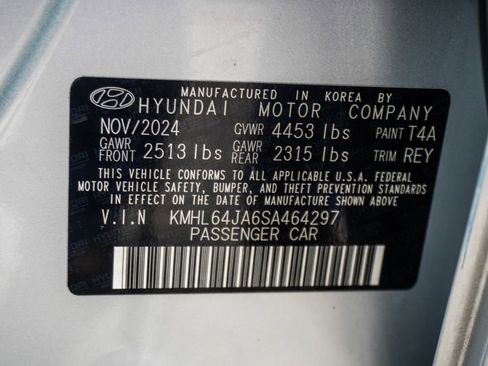 MANUFACTURED IN KOREA BY
HYUNDAI MOTOR COMPANY
NOV/2024 GVWR 4453 lbs PAINT T4A
GAWR FRONT 2513 lbs GAWR REAR 2315 lbs TRIM REY
THIS VEHICLE CONFORMS TO ALL APPLICABLE U.S.A. FEDERAL
MOTOR VEHICLE SAFETY, BUMPER, AND THEFT PREVENTION STANDARDS
IN EFFECT ON THE DATE OF MANUFACTURE SHOWN ABOVE
V.I.N KMHL64JA6SA464297
PASSENGER CAR